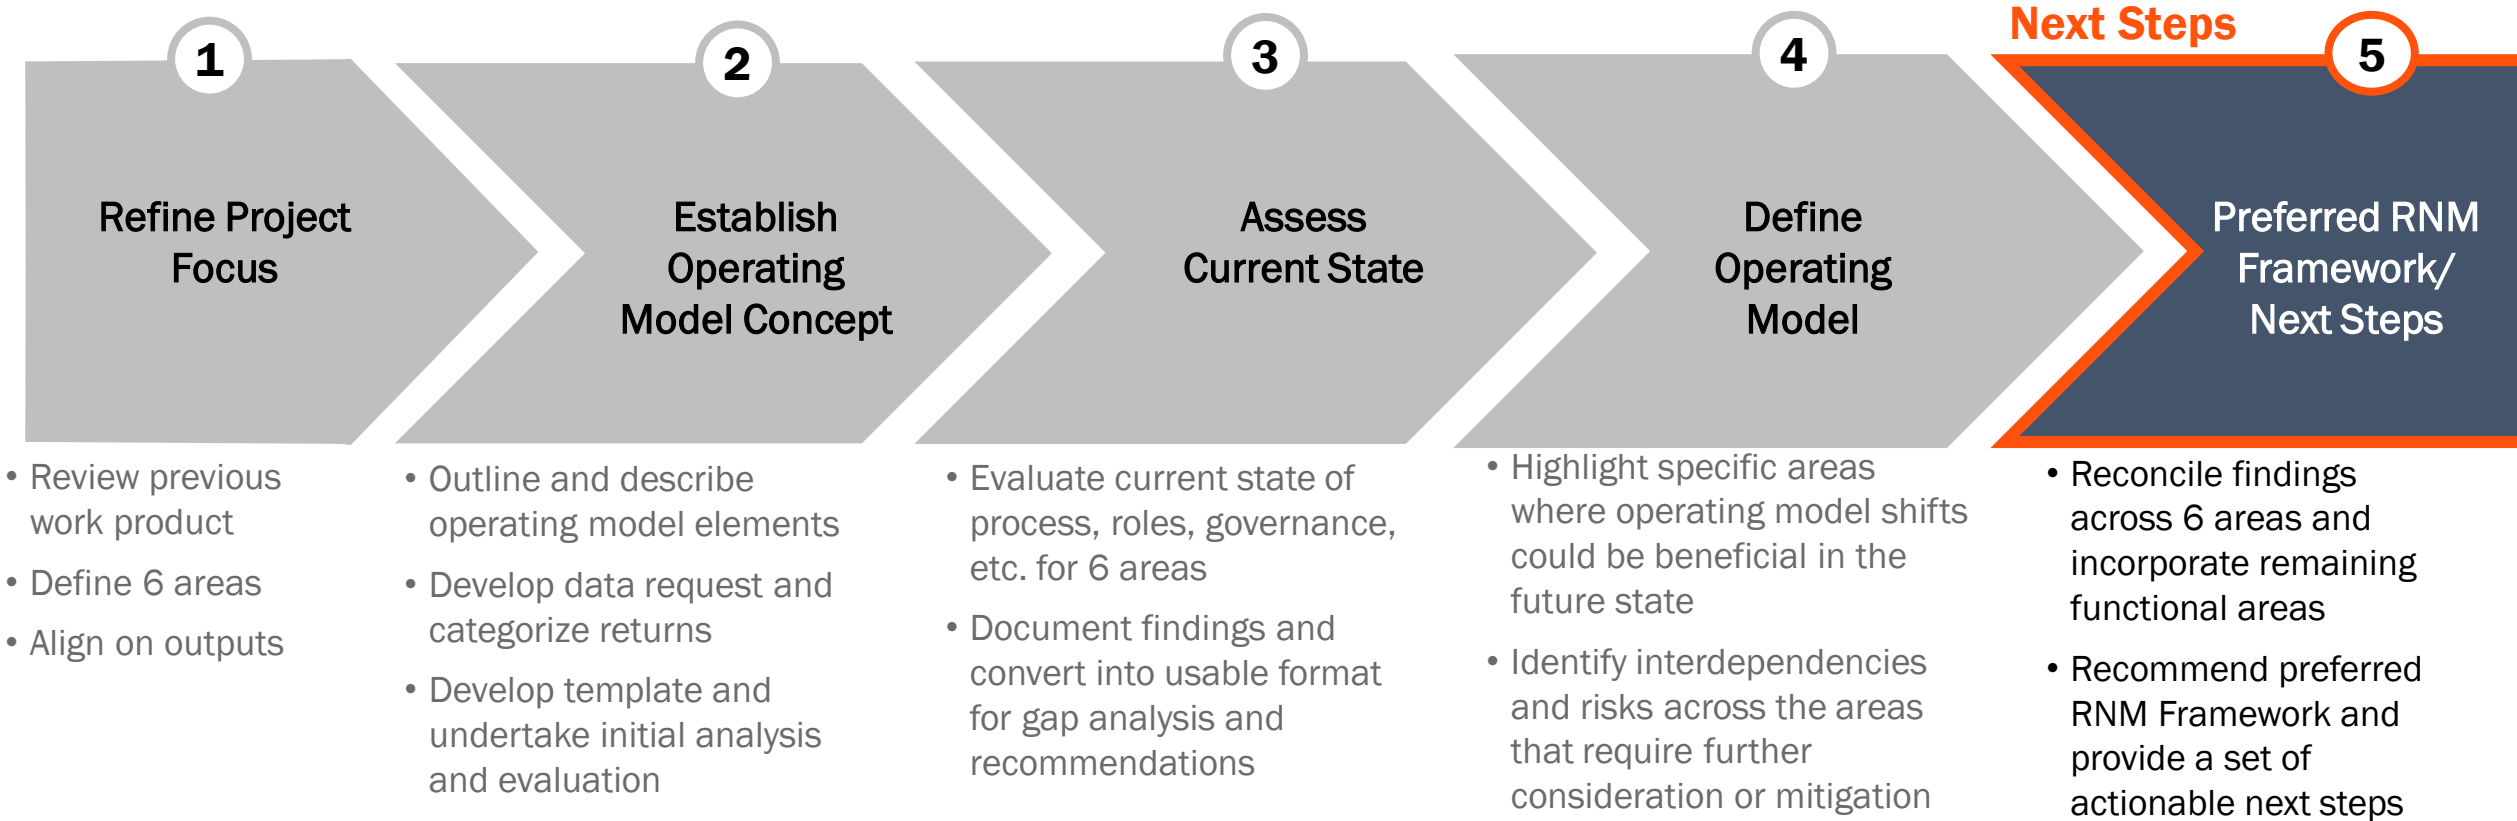 1
Refine Project
Focus
• Review previous
work product
• Define 6 areas
• Align on outputs
2
Establish
Operating
Model Concept
• Outline and describe
operating model elements
• Develop data request and
categorize returns
• Develop template and
undertake initial analysis
and evaluation
3
Assess
Current State
• Evaluate current state of
process, roles, governance,
etc. for 6 areas
• Document findings and
convert into usable format
for gap analysis and
recommendations
4
Define
Operating
Model
• Highlight specific areas
where operating model shifts
could be beneficial in the
future state
• Identify interdependencies
and risks across the areas
that require further
consideration or mitigation
Next Steps
5
Preferred RNM
Framework/
Next Steps
• Reconcile findings
across 6 areas and
incorporate remaining
functional areas
• Recommend preferred
RNM Framework and
provide a set of
actionable next steps